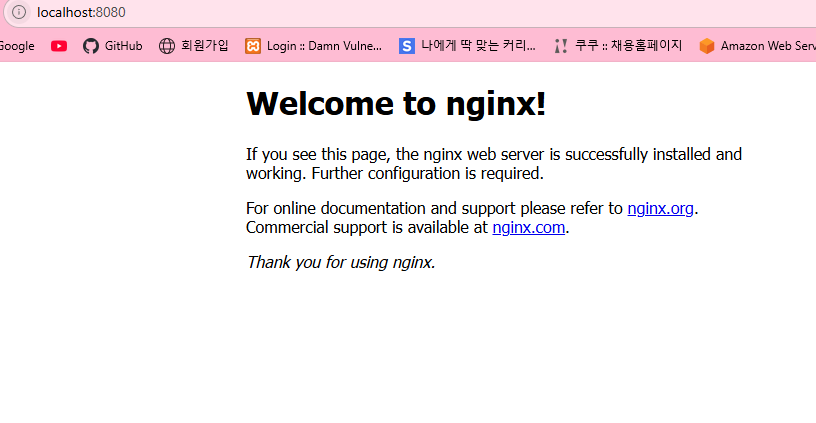 localhost:8080
Google GitHub 회원가입 Login :: Damn Vulne... 나에게 딱 맞는 커리... 쿠쿠 :: 채용홈페이지 Amazon Web Serv
Welcome to nginx!
If you see this page, the nginx web server is successfully installed and
working. Further configuration is required.
For online documentation and support please refer to nginx.org.
Commercial support is available at nginx.com.
Thank you for using nginx.